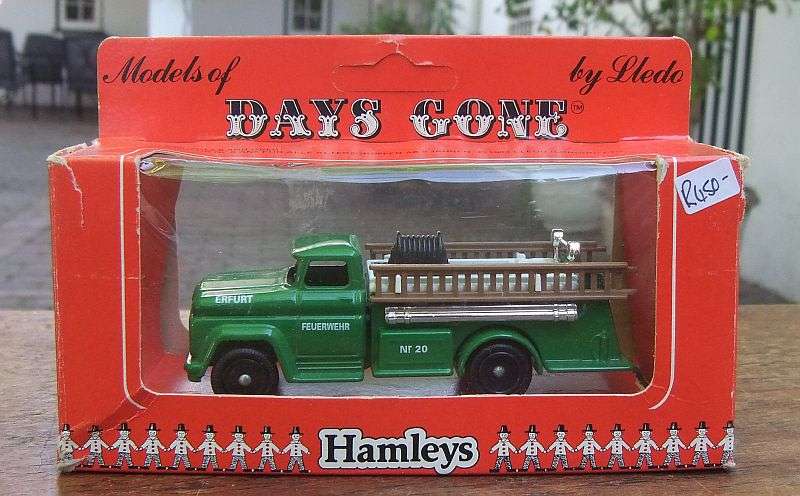 Models of by Lledo
DAYS GONE™
R450-
ERFURT
FEUERWEHR
Nr 20
Hamleys